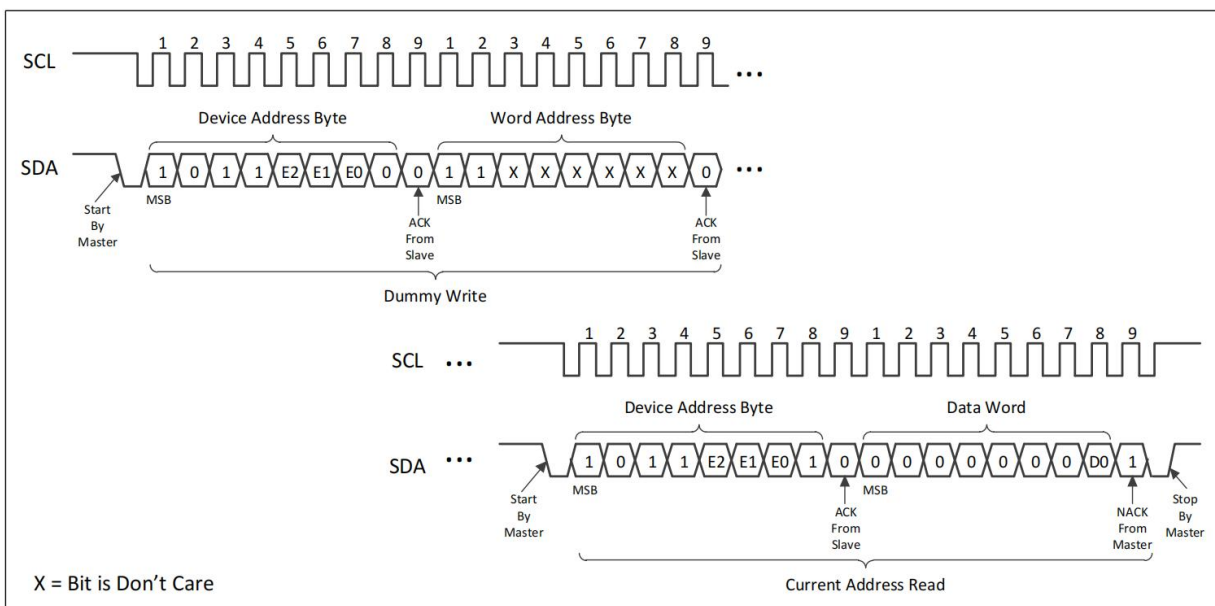 1 2 3 4 5 6 7 8 9 1 2 3 4 5 6 7 8 9
SCL ...
Device Address Byte Word Address Byte
SDA 1 0 1 1 E2 E1 E0 0 0 1 1 X X X X X X 0 ...
MSB MSB
Start By Master
ACK From Slave
ACK From Slave
Dummy Write
1 2 3 4 5 6 7 8 9 1 2 3 4 5 6 7 8 9
SCL ...
Device Address Byte Data Word
SDA ... 1 0 1 1 E2 E1 E0 1 0 0 0 0 0 0 0 0 D0 1
MSB MSB
Start By Master
ACK From Slave
NACK From Master
Stop By Master
X = Bit is Don't Care
Current Address Read